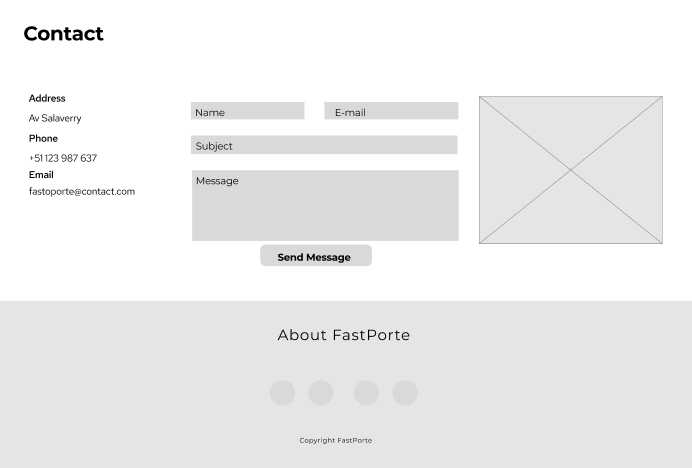 Contact
Address
Av Salaverry
Phone
+51 123 987 637
Email
fastoporte@contact.com
Name
E-mail
Subject
Message
Send Message
About FastPorte
Copyright FastPorte